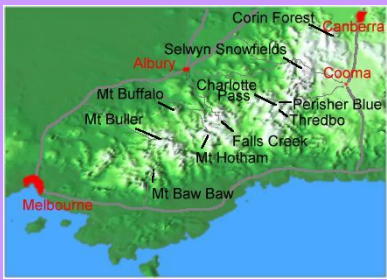 Corin Forest
Canberra
Selwyn Snowfields
Albury
Charlotte
Pass
Cooma
Mt Buffalo
Perisher Blue
Thredbo
Mt Buller
Falls Creek
Mt Hotham
Mt Baw Baw
Melbourne